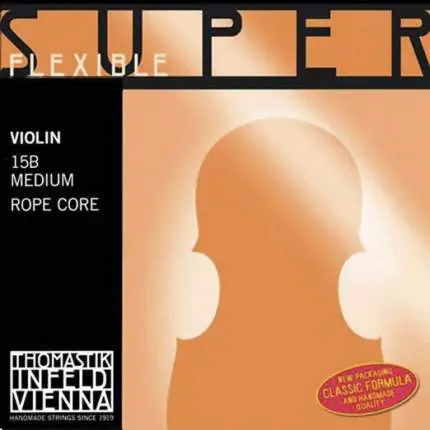 SUPER
FLEXIBLE
VIOLIN
15B
MEDIUM
ROPE CORE
THOMASTIK
INFELD
VIENNA
HANDMADE STRINGS SINCE 1919
NEW PACKAGING
CLASSIC FORMULA
AND HANDMADE
QUALITY